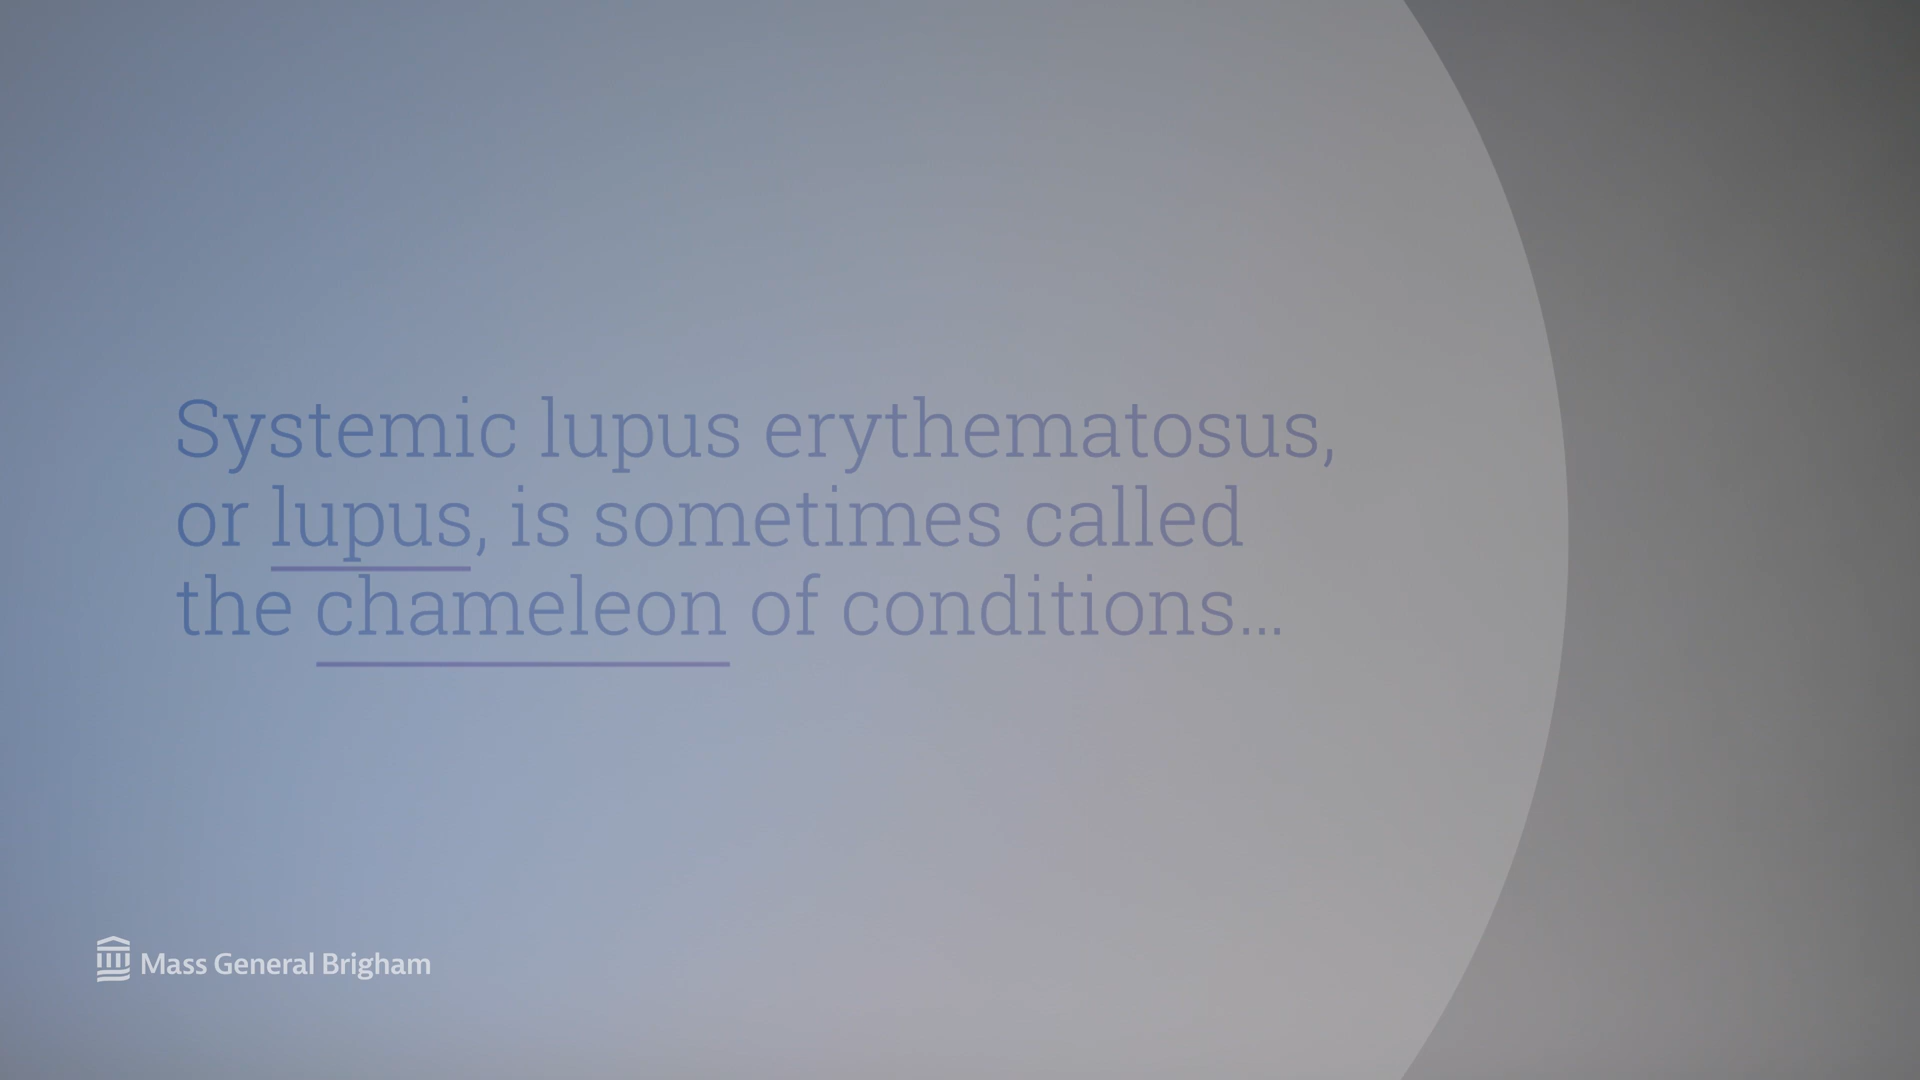 Systemic lupus erythematosus,
or lupus, is sometimes called
the chameleon of conditions...
Mass General Brigham